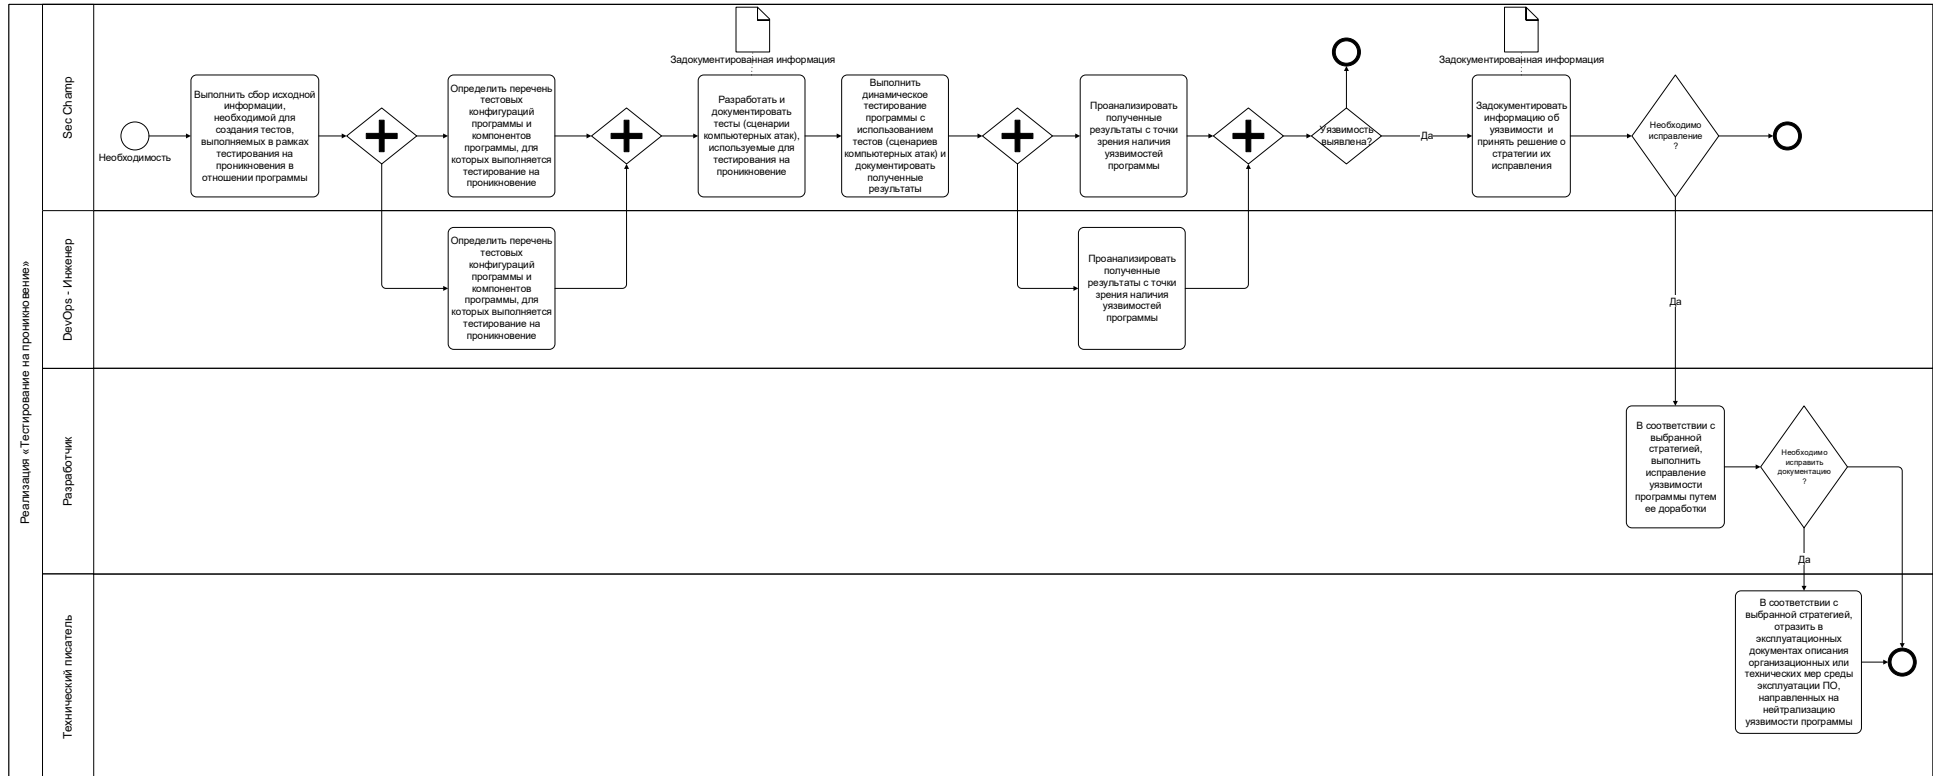 Реализация «Тестирование на проникновение»
Sec Champ
Необходимость
Выполнить сбор исходной
информации,
необходимой для
создания тестов,
выполняемых в рамках
тестирования на
проникновения в
отношении программы
Определить перечень
тестовых
конфигураций
программы и
компонентов
программы, для
которых выполняется
тестирование на
проникновение
Задокументированная информация
Разработать и
документировать
тесты (сценарии
компьютерных атак),
используемые для
тестирования на
проникновение
Выполнить
динамическое
тестирование
программы с
использованием
тестов (сценариев
компьютерных атак) и
документировать
полученные
результаты
Проанализировать
полученные
результаты с точки
зрения наличия
уязвимостей
программы
Уязвимость
выявлена?
Да
Задокументированная информация
Задокументировать
информацию об
уязвимости и
принять решение о
стратегии их
исправления
Необходимо
исправление
?
DevOps - Инженер
Определить перечень
тестовых
конфигураций
программы и
компонентов
программы, для
которых выполняется
тестирование на
проникновение
Проанализировать
полученные
результаты с точки
зрения наличия
уязвимостей
программы
Да
Разработчик
В соответствии с
выбранной
стратегией,
выполнить
исправление
уязвимости
программы путем
ее доработки
Необходимо
исправить
документацию
?
Да
Технический писатель
В соответствии с
выбранной стратегией,
отразить в
эксплуатационных
документах описания
организационных или
технических мер среды
эксплуатации ПО,
направленных на
нейтрализацию
уязвимости программы